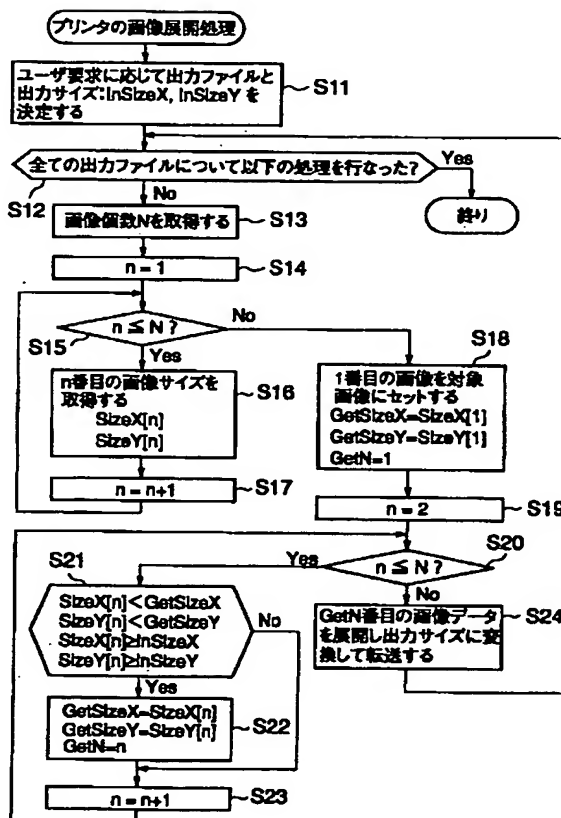 プリンタの画像展開処理
ユーザ要求に応じて出力ファイルと
出力サイズ:InSizeX, InSizeY を
決定する
S11
全ての出力ファイルについて以下の処理を行なった?
Yes
S12
No
終り
画像個数Nを取得する
S13
n = 1
S14
n ≦ N ?
No
S15
Yes
n番目の画像サイズを
取得する
SizeX[n]
SizeY[n]
S16
n = n+1
S17
S18
1番目の画像を対象
画像にセットする
GetSizeX=SizeX[1]
GetSizeY=SizeY[1]
GetN=1
n = 2
S19
S20
n ≦ N ?
Yes
No
S21
SizeX[n]<GetSizeX
SizeY[n]<GetSizeY
SizeX[n]≧InSizeX
SizeY[n]≧InSizeY
No
Yes
GetN番目の画像データ
を展開し出力サイズに変
換して転送する
S24
GetSizeX=SizeX[n]
GetSizeY=SizeY[n]
GetN=n
S22
n = n+1
S23